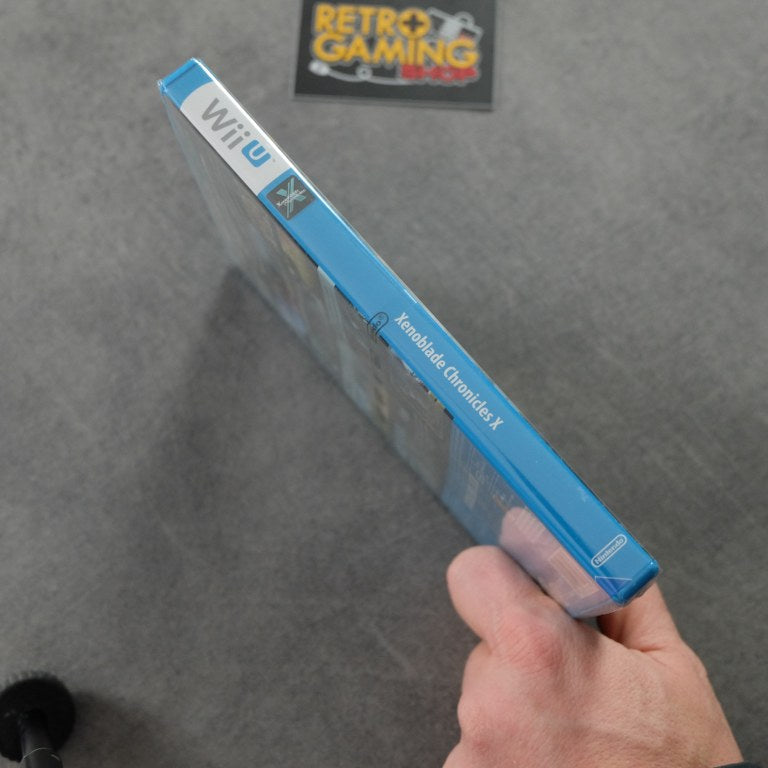 RETRO
GAMING
SHOP
Wii U
Xenoblade Chronicles X
Nintendo